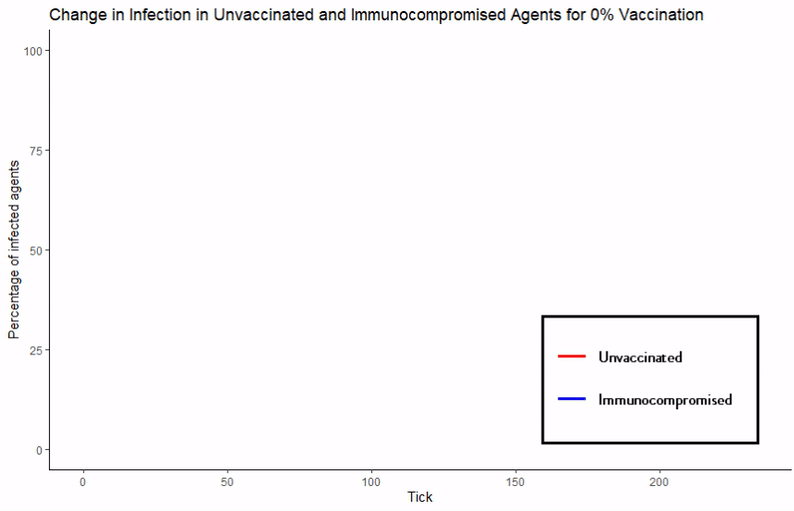 Change in Infection in Unvaccinated and Immunocompromised Agents for 0% Vaccination
Percentage of infected agents
100
75
50
25
0
Unvaccinated
Immunocompromised
0 50 100 150 200
Tick